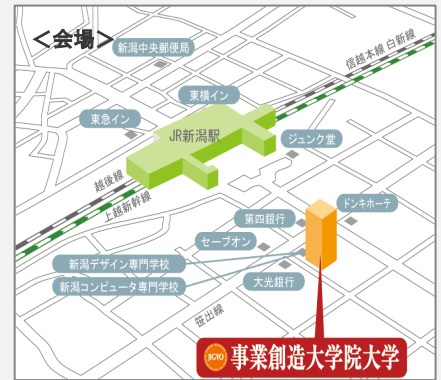 ＜会場＞
新潟中央郵便局
信越本線 白新線
東横イン
東急イン
JR新潟駅
ジュンク堂
越後線
上越新幹線
ドンキホーテ
第四銀行
セーブオン
新潟デザイン専門学校
大光銀行
新潟コンピュータ専門学校
笹出線
JIGYO 事業創造大学院大学